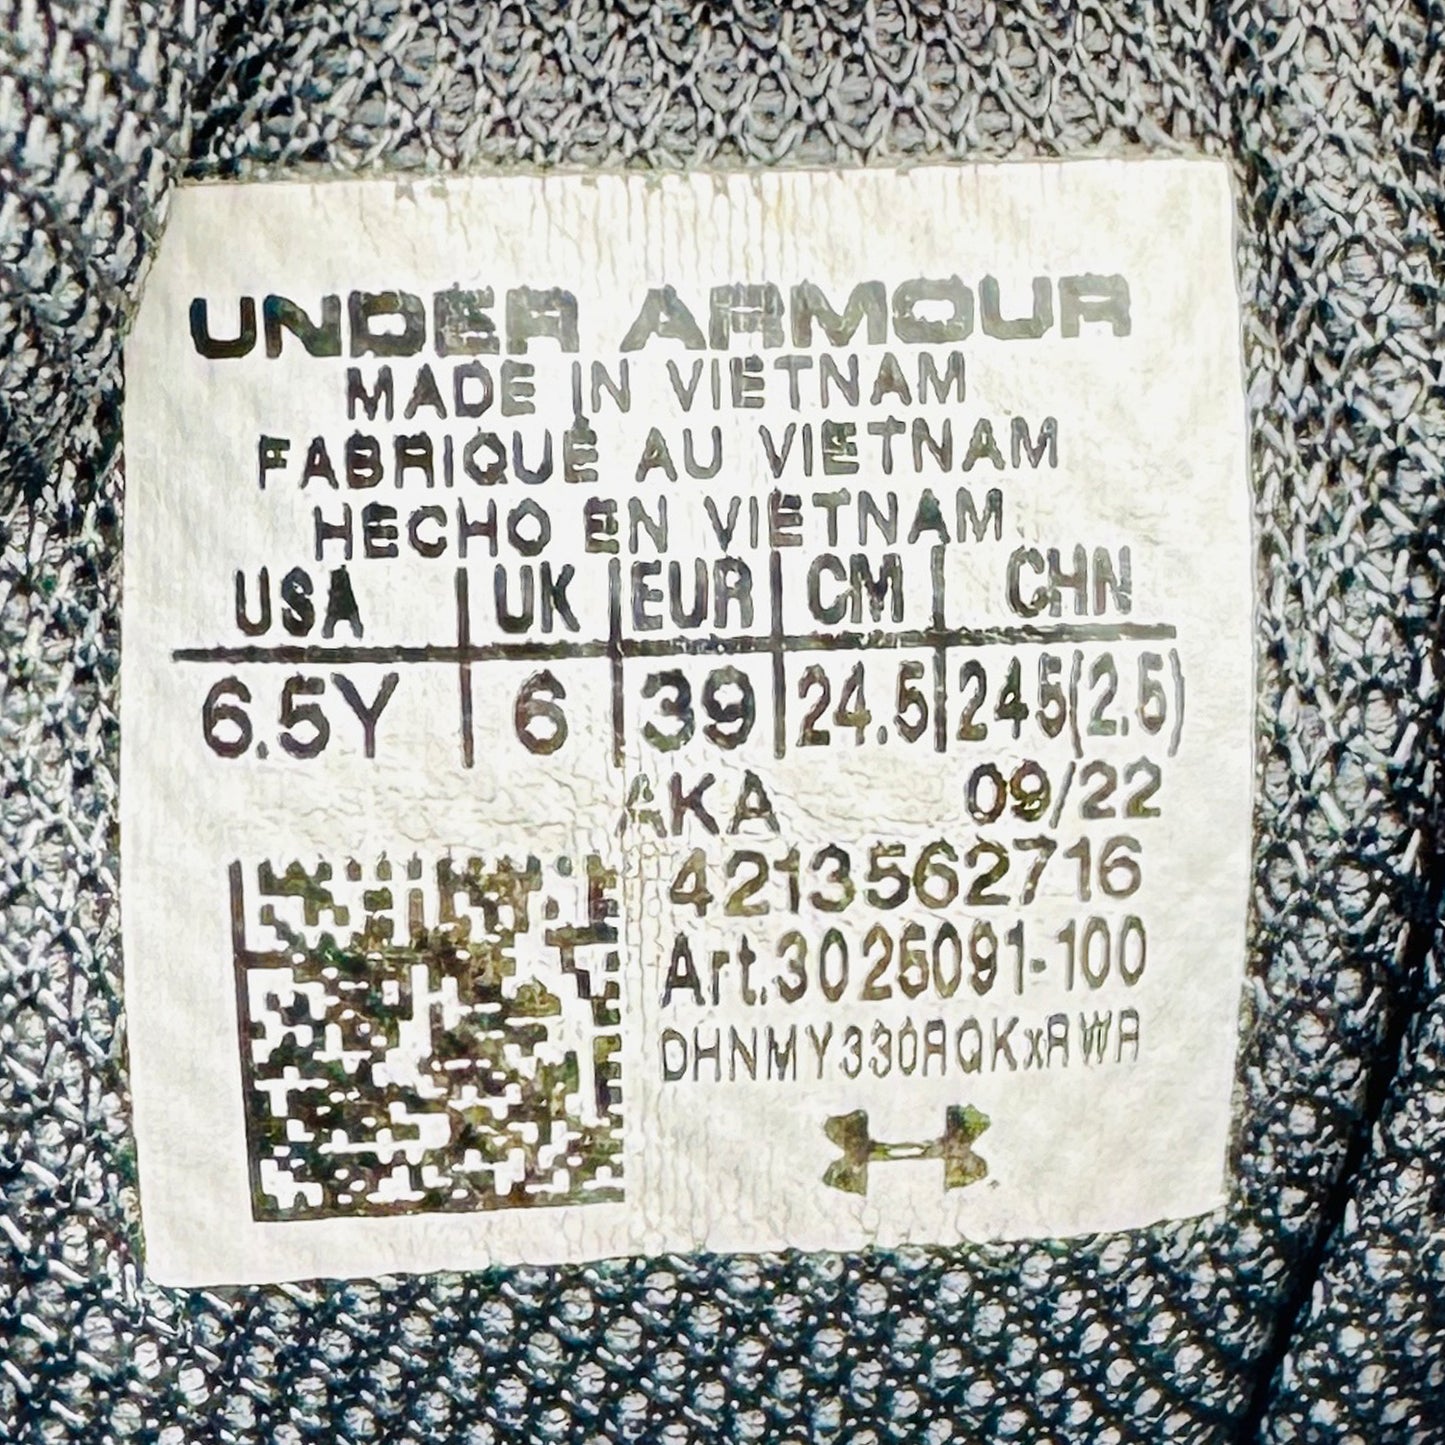 UNDER ARMOUR
MADE IN VIETNAM
FABRIQUÉ AU VIETNAM
HECHO EN VIETNAM
USA UK EUR CM CHN
6.5Y 6 39 24.5 245(2.5)
AKA 09/22
4213562716
Art.3025091-100
DHNMY330RQKxRWR